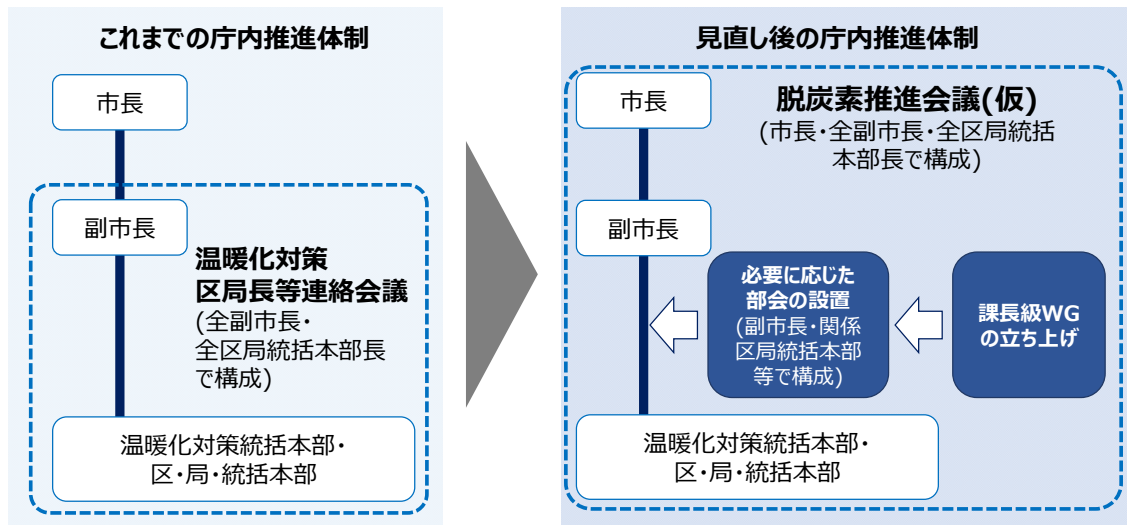 これまでの庁内推進体制
市長
副市長
温暖化対策
区局長等連絡会議
(全副市長・
全区局統括本部長
で構成)
温暖化対策統括本部・
区・局・統括本部
見直し後の庁内推進体制
市長
脱炭素推進会議(仮)
(市長・全副市長・全区局統括
本部長で構成)
副市長
必要に応じた
部会の設置
(副市長・関係
区局統括本部
等で構成)
課長級WG
の立ち上げ
温暖化対策統括本部・
区・局・統括本部